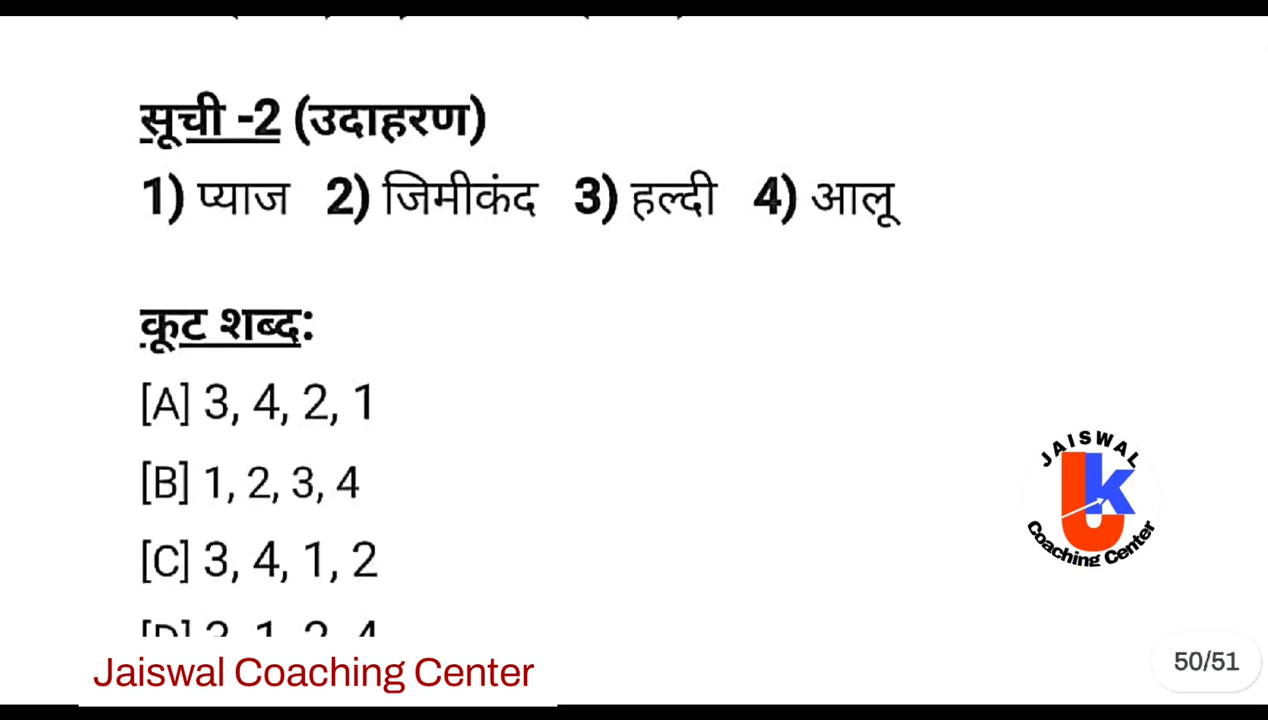 सूची -2 (उदाहरण)
1) प्याज 2) जिमीकंद 3) हल्दी 4) आलू
कूट शब्द:
[A] 3, 4, 2, 1
[B] 1, 2, 3, 4
[C] 3, 4, 1, 2
JAISWAL
JK
Coaching Center
Jaiswal Coaching Center
50/51